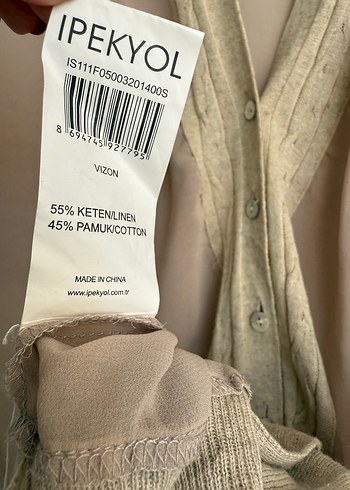 IPEKYOL
IS111F05003201400S
8 694745 927795
VIZON
55% KETEN/LINEN
45% PAMUK/COTTON
MADE IN CHINA
www.ipekyol.com.tr